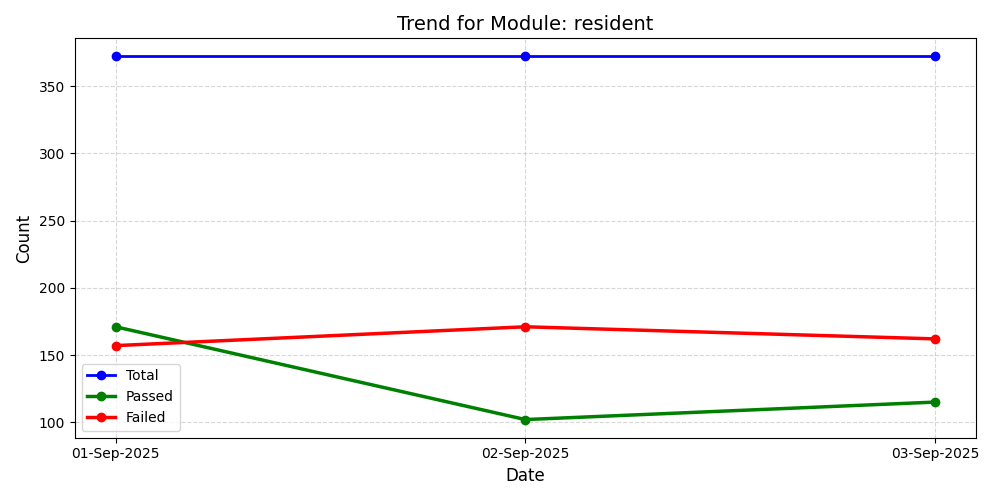 Trend for Module: resident
Count
350
300
250
200
150
100
Total
Passed
Failed
01-Sep-2025
02-Sep-2025
03-Sep-2025
Date